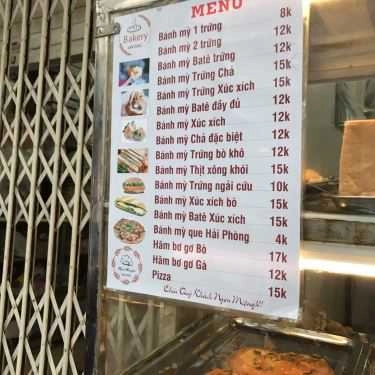 MENU
Bakery
Bánh mỳ 1 trứng 8k
Bánh mỳ 2 trứng 12k
Bánh mỳ Batê trứng 12k
Bánh mỳ Trứng Chả 15k
Bánh mỳ Trứng Xúc xích 15k
Bánh mỳ Batê đầy đủ 12k
Bánh mỳ Xúc xích 12k
Bánh mỳ Chả đặc biệt 12k
Bánh mỳ Trứng bò khô 12k
Bánh mỳ Thịt xông khói 15k
Bánh mỳ Trứng ngải cứu 10k
Bánh mỳ Xúc xích bò 15k
Bánh mỳ Batê Xúc xích 15k
Bánh mỳ que Hải Phòng 4k
Hăm bơ gơ Bò 17k
Hăm bơ gơ Gà 12k
Pizza 15k
Chúc Quý Khách Ngon Miệng!!!